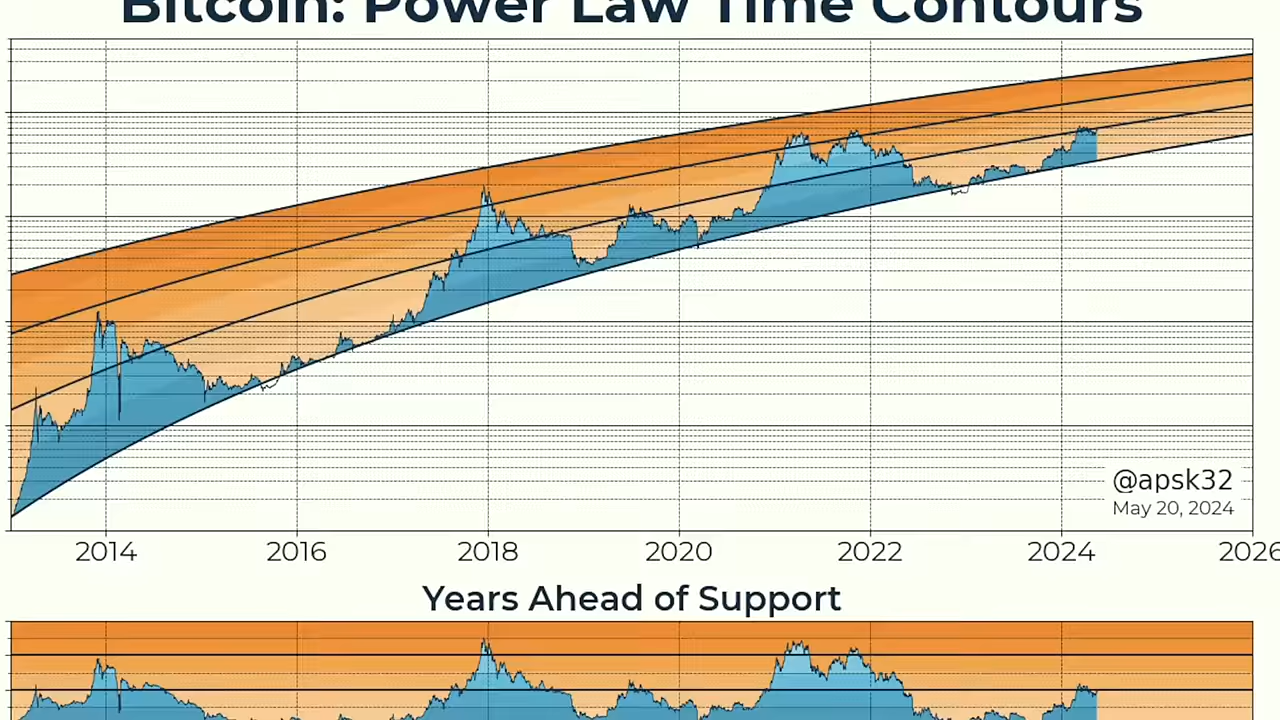 Bitcoin: Power Law Time Contours
@apsk32
May 20, 2024
2014 2016 2018 2020 2022 2024 2026
Years Ahead of Support